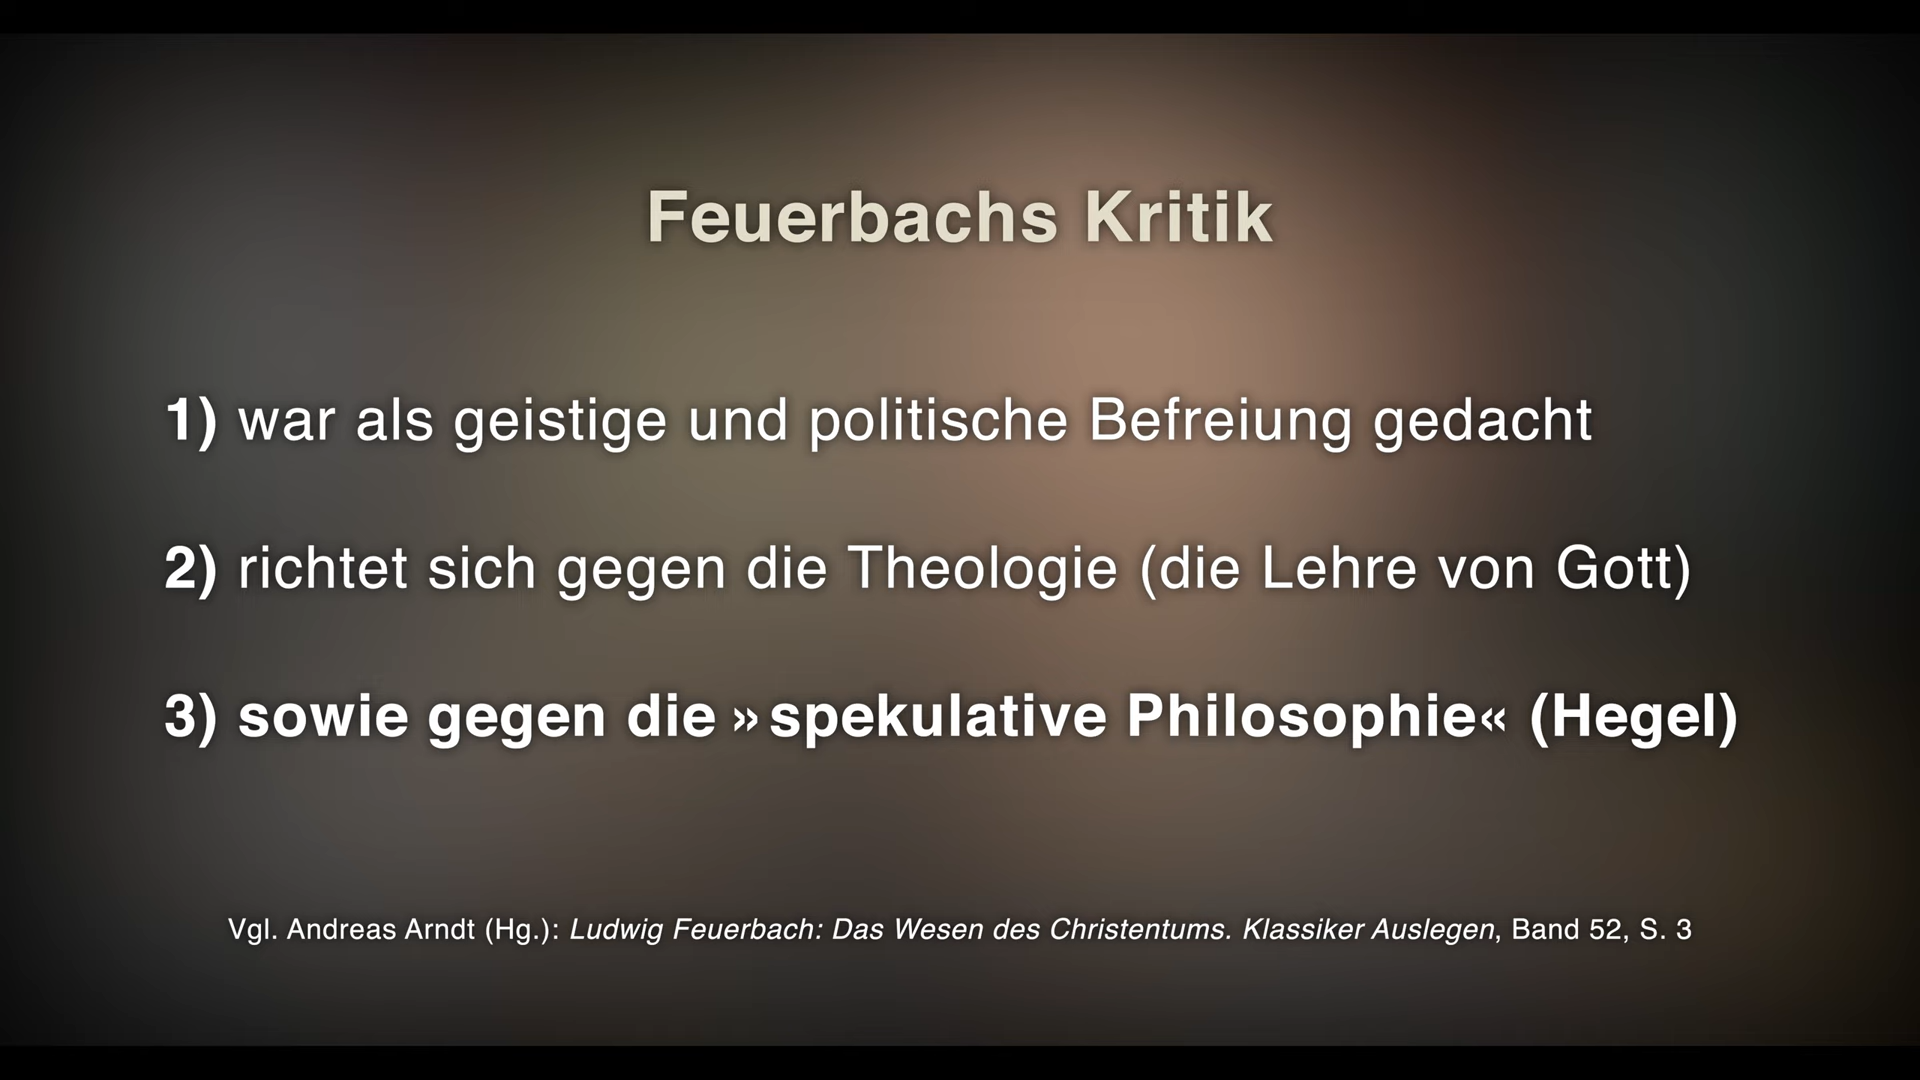 Feuerbachs Kritik
1) war als geistige und politische Befreiung gedacht
2) richtet sich gegen die Theologie (die Lehre von Gott)
3) sowie gegen die »spekulative Philosophie« (Hegel)
Vgl. Andreas Arndt (Hg.): Ludwig Feuerbach: Das Wesen des Christentums. Klassiker Auslegen, Band 52, S. 3